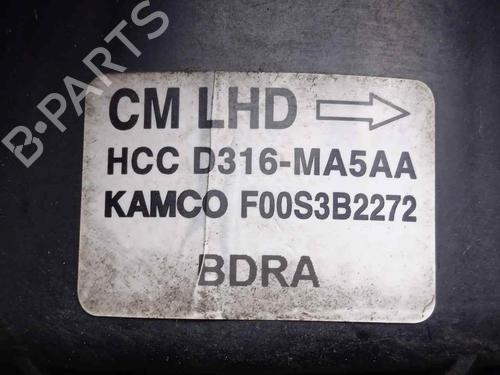 CM LHD
HCC D316-MA5AA
KAMCO F00S3B2272
BDRA
B-PARTS